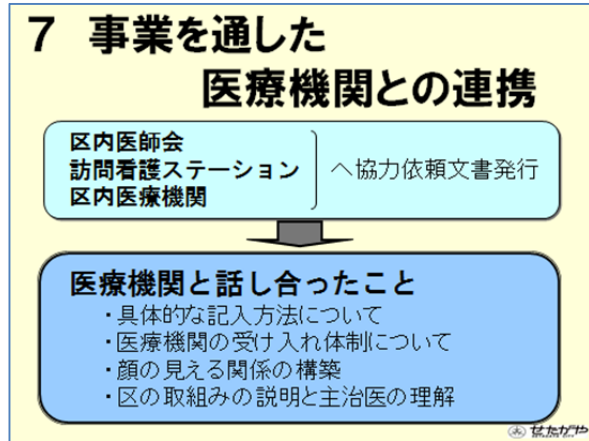 7 事業を通した
医療機関との連携
区内医師会
訪問看護ステーション
区内医療機関
へ協力依頼文書発行
医療機関と話し合ったこと
・具体的な記入方法について
・医療機関の受け入れ体制について
・顔の見える関係の構築
・区の取組みの説明と主治医の理解
せたがや